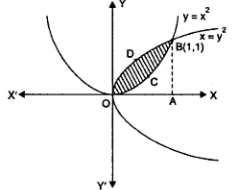 Y
y = x²
D
B(1,1)
x = y²
C
X' O A X
Y'